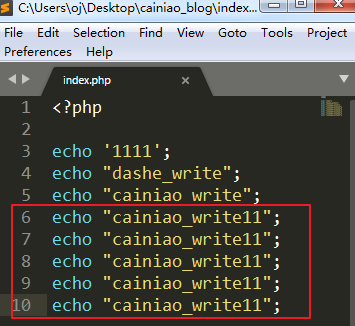 C:\Users\oj\Desktop\cainiao_blog\index...
File Edit Selection Find View Goto Tools Project
Preferences Help
index.php
1 <?php
2
3 echo '1111';
4 echo "dashe_write";
5 echo "cainiao write";
6 echo "cainiao_write11";
7 echo "cainiao_write11";
8 echo "cainiao_write11";
9 echo "cainiao_write11";
10 echo "cainiao_write11";